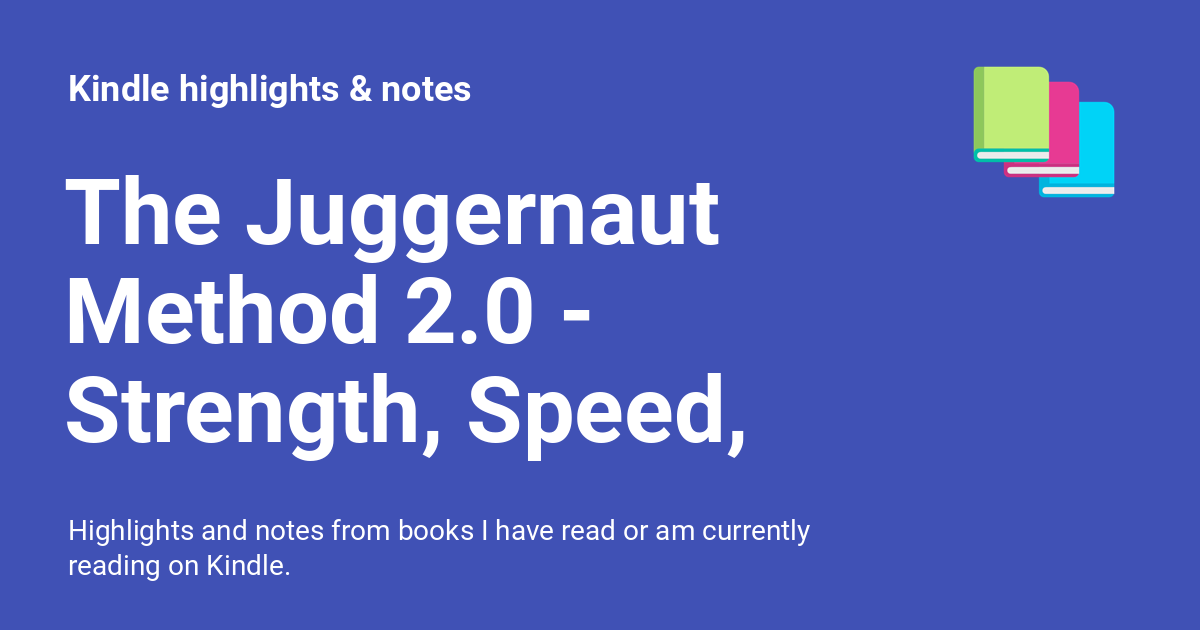 Kindle highlights & notes
The Juggernaut
Method 2.0 -
Strength, Speed,
Highlights and notes from books I have read or am currently
reading on Kindle.